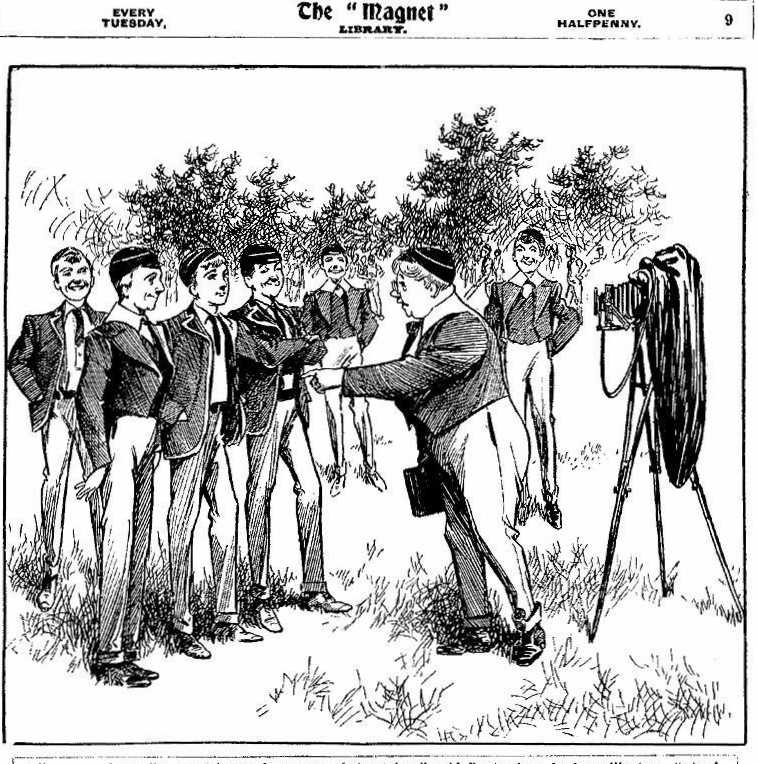 EVERY
TUESDAY,
The "Magnet"
LIBRARY.
ONE
HALFPENNY.
9